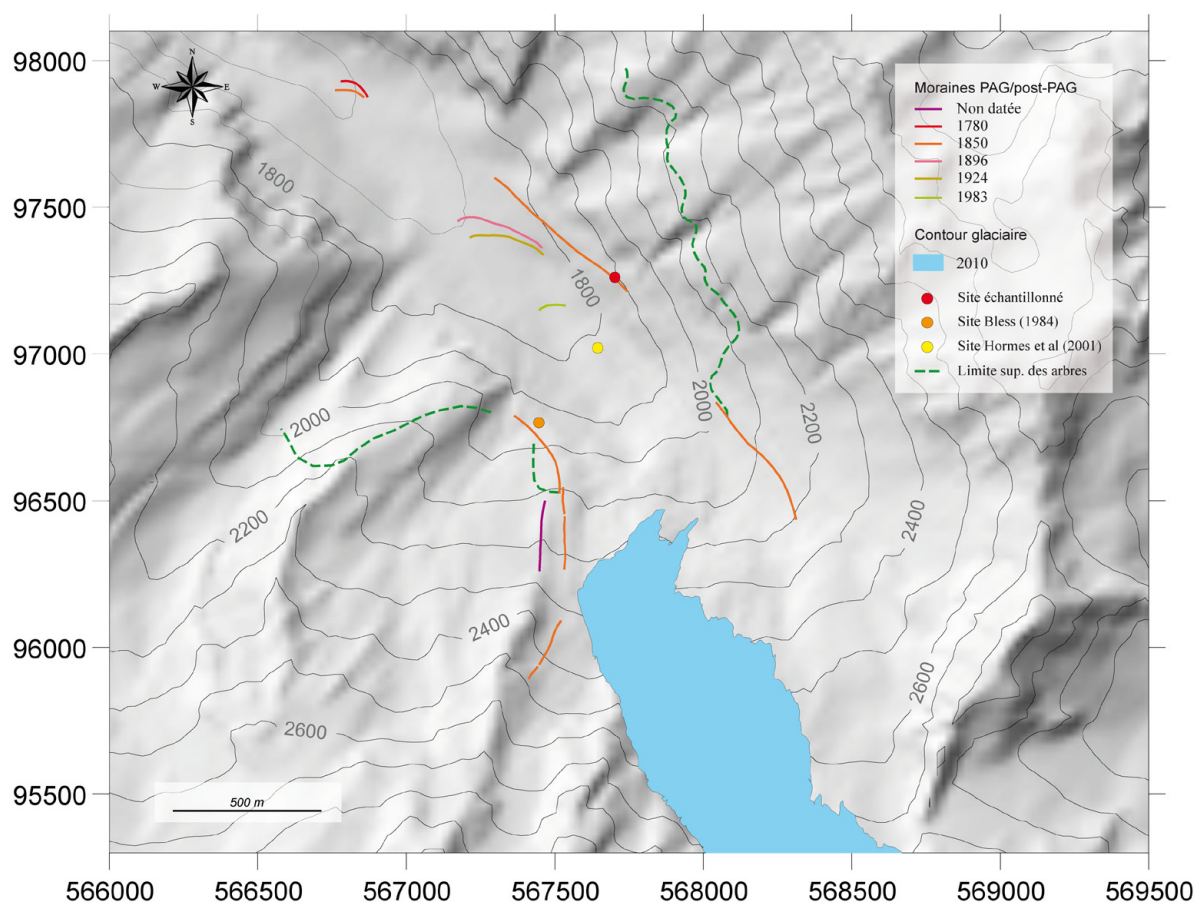 98000
97500
97000
96500
96000
95500
566000 566500 567000 567500 568000 568500 569000 569500
N
W E
S
1800
1800
2000
2000
2200
2200
2400
2400
2600
2600
500 m
Moraines PAG/post-PAG
Non datée
1780
1850
1896
1924
1983
Contour glaciaire
2010
Site échantillonné
Site Bless (1984)
Site Hormes et al (2001)
Limite sup. des arbres